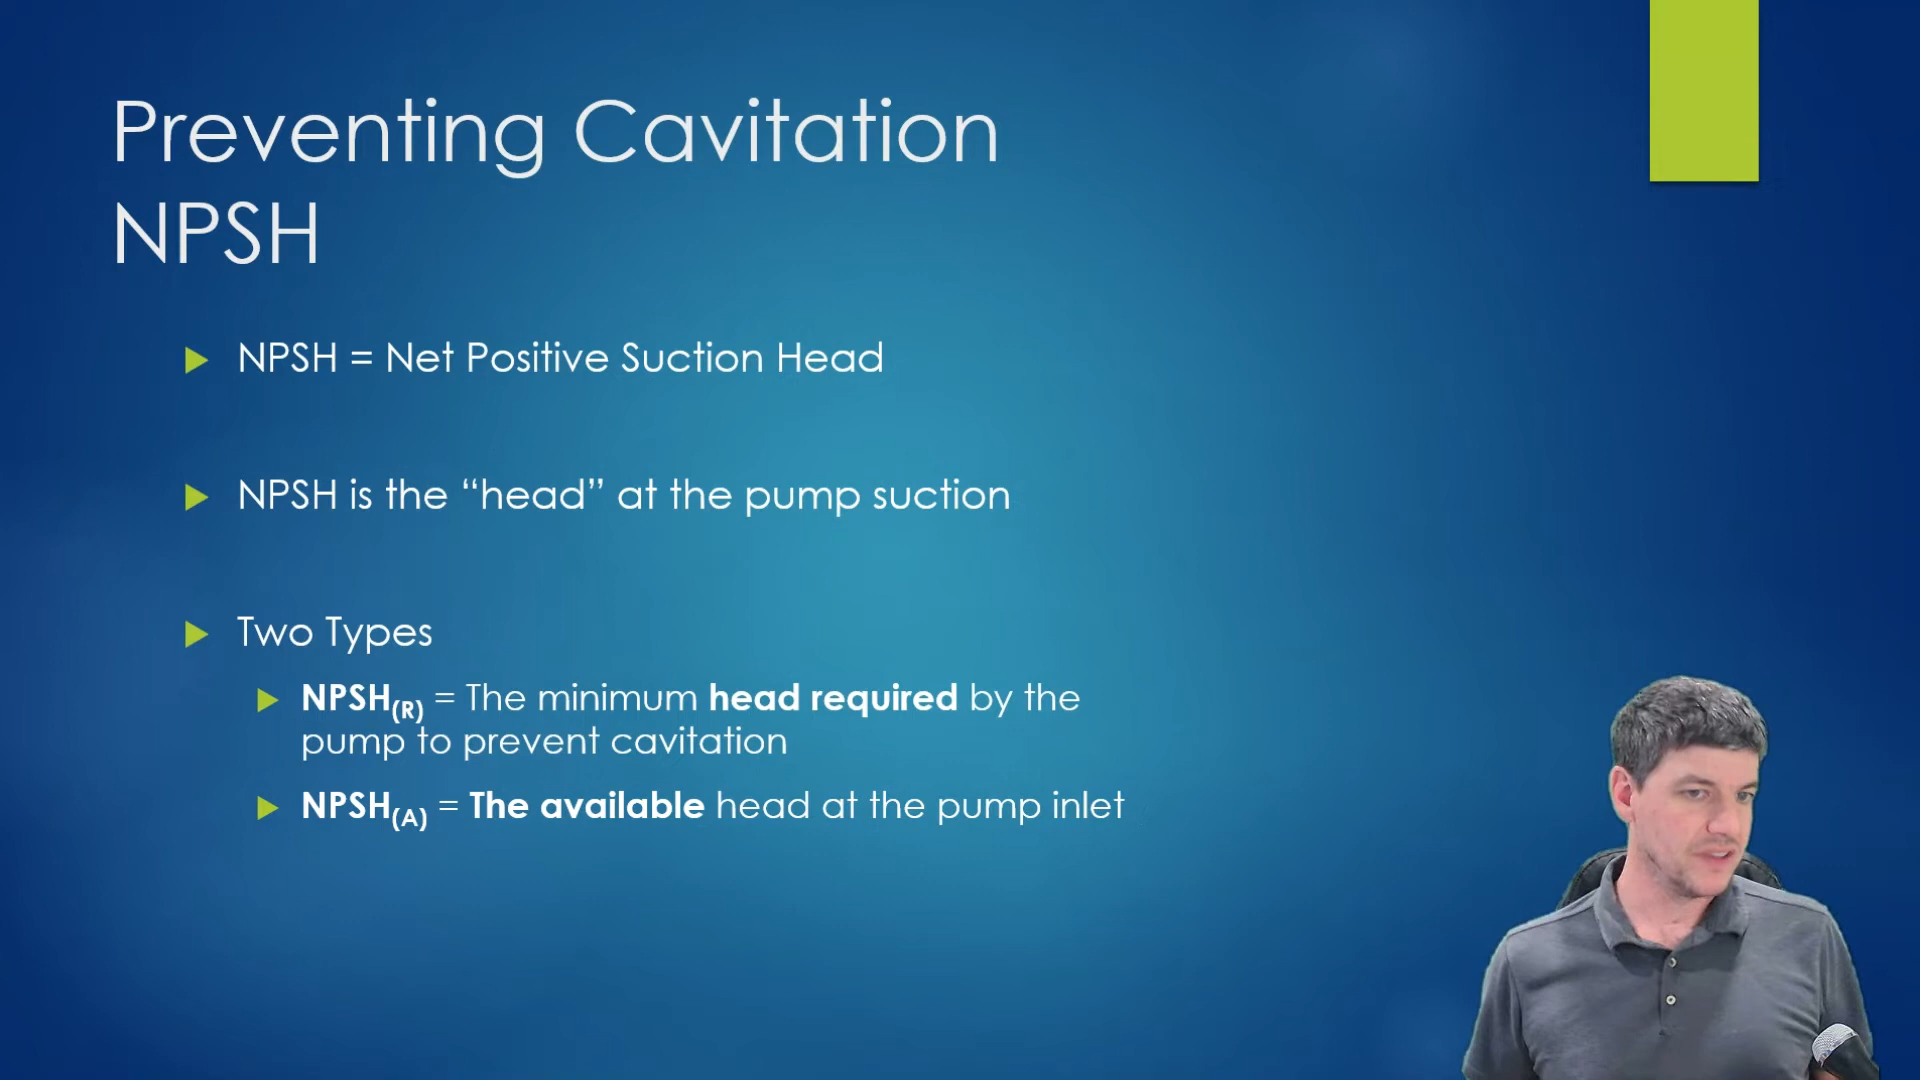 Preventing Cavitation
NPSH
NPSH = Net Positive Suction Head
NPSH is the “head” at the pump suction
Two Types
NPSH(R) = The minimum head required by the
pump to prevent cavitation
NPSH(A) = The available head at the pump inlet